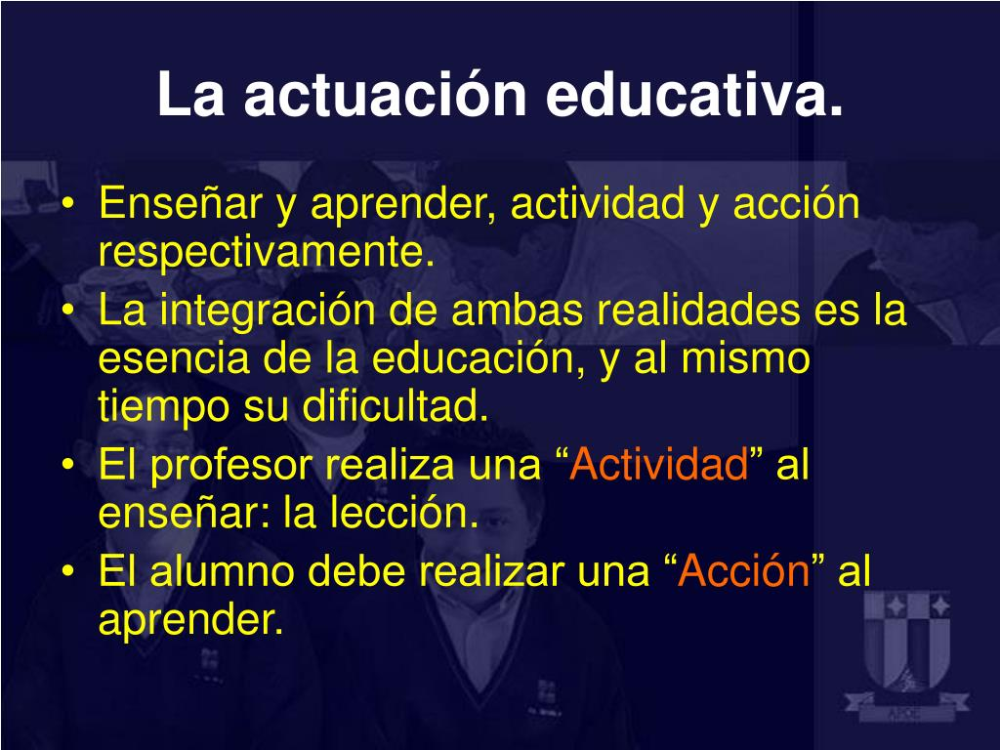 La actuación educativa.
• Enseñar y aprender, actividad y acción
respectivamente.
• La integración de ambas realidades es la
esencia de la educación, y al mismo
tiempo su dificultad.
• El profesor realiza una “Actividad” al
enseñar: la lección.
• El alumno debe realizar una “Acción” al
aprender.